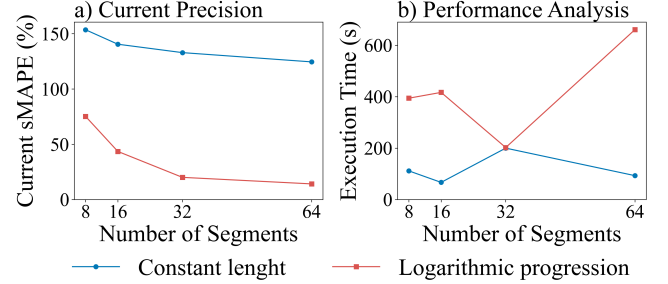 a) Current Precision
b) Performance Analysis
Current sMAPE (%)
150
100
50
0
8 16 32 64
Number of Segments
Execution Time (s)
600
400
200
0
8 16 32 64
Number of Segments
Constant lenght
Logarithmic progression